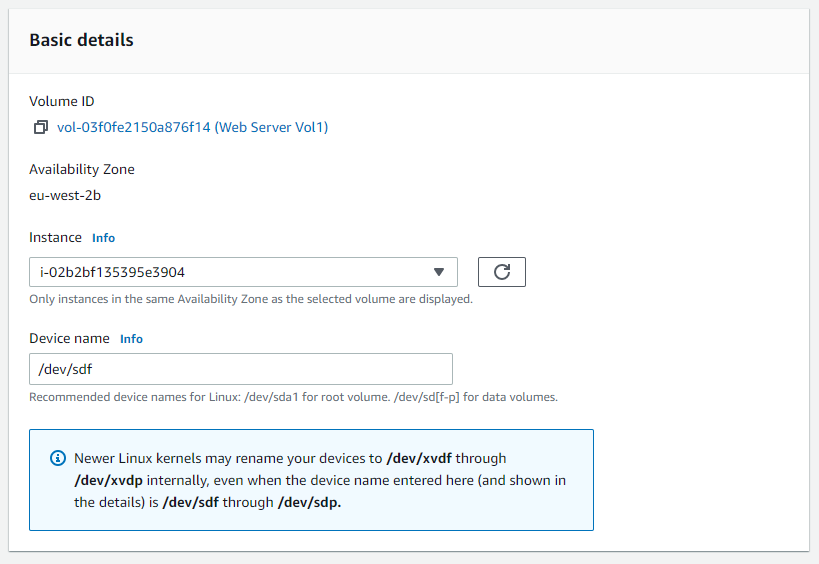 Basic details
Volume ID
vol-03f0fe2150a876f14 (Web Server Vol1)
Availability Zone
eu-west-2b
Instance Info
i-02b2bf135395e3904
Only instances in the same Availability Zone as the selected volume are displayed.
Device name Info
/dev/sdf
Recommended device names for Linux: /dev/sda1 for root volume. /dev/sd[f-p] for data volumes.
Newer Linux kernels may rename your devices to /dev/xvdf through
/dev/xvdp internally, even when the device name entered here (and shown in
the details) is /dev/sdf through /dev/sdp.